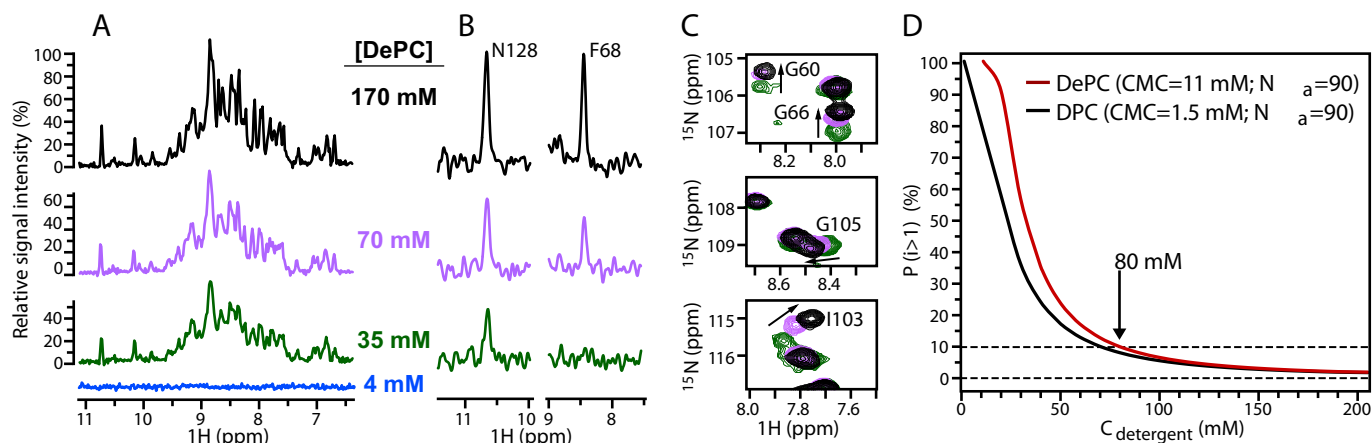 A
Relative signal intensity (%)
100
80
60
40
20
0
60
40
20
0
40
20
0
11
10
9
8
7
1H (ppm)
[DePC]
170 mM
70 mM
35 mM
4 mM
B
N128
F68
11
10
9
8
1H (ppm)
C
15N (ppm)
105
106
107
G60
G66
8.2
8.0
15N (ppm)
108
109
G105
8.6
8.4
15N (ppm)
115
116
I103
8.0
7.8
7.6
1H (ppm)
D
P (i>1) (%)
100
90
80
70
60
50
40
30
20
10
0
DePC (CMC=11 mM; N a=90)
DPC (CMC=1.5 mM; N a=90)
80 mM
0
50
100
150
200
C detergent (mM)